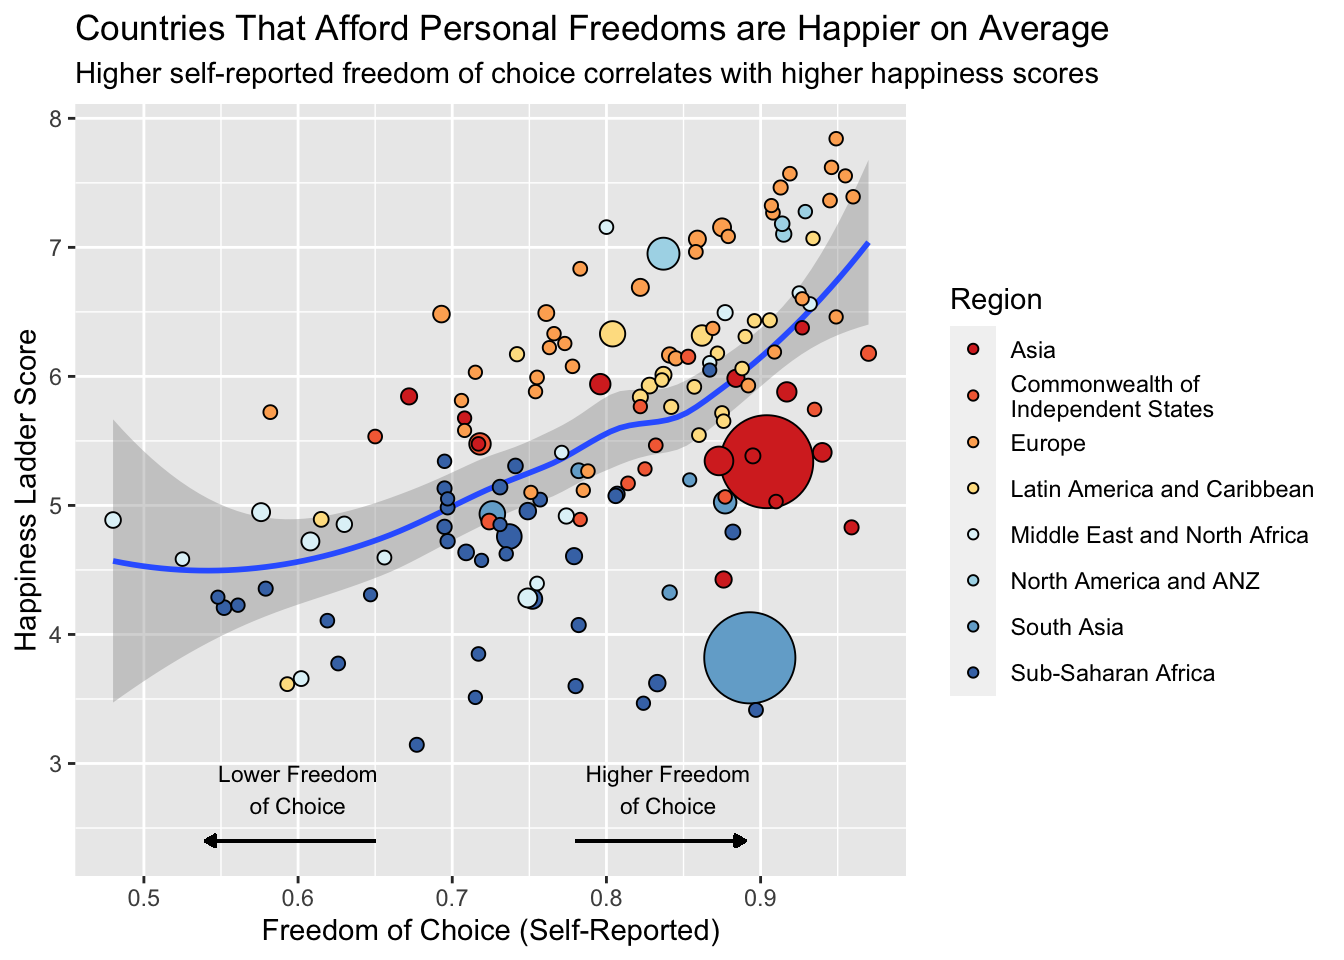 Countries That Afford Personal Freedoms are Happier on Average
Higher self-reported freedom of choice correlates with higher happiness scores
8
7
6
5
4
3
Happiness Ladder Score
Lower Freedom
of Choice
Higher Freedom
of Choice
0.5
0.6
0.7
0.8
0.9
Freedom of Choice (Self-Reported)
Region
Asia
Commonwealth of
Independent States
Europe
Latin America and Caribbean
Middle East and North Africa
North America and ANZ
South Asia
Sub-Saharan Africa